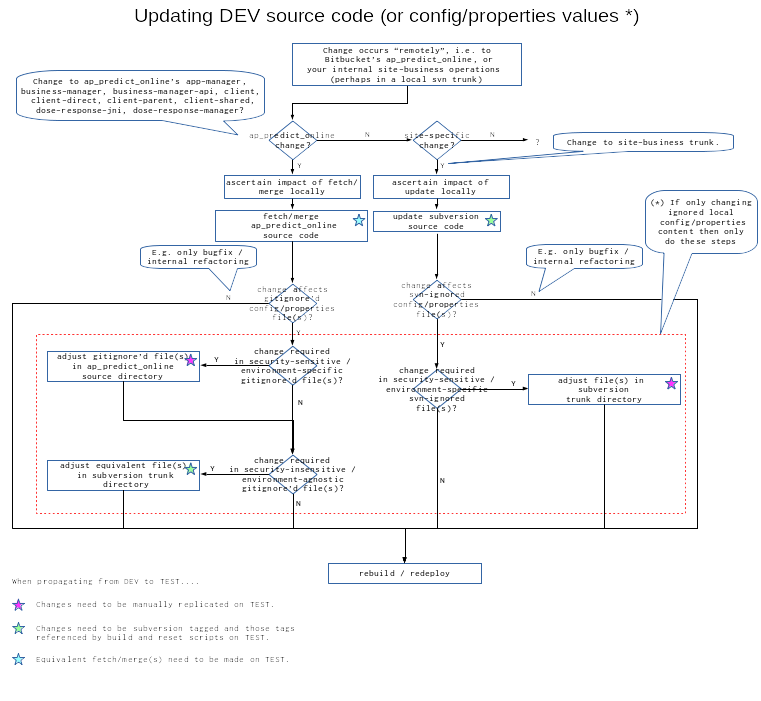 Updating DEV source code (or config/properties values *)
Change occurs “remotely”, i.e. to
Bitbucket's ap_predict_online, or
your internal site-business operations
(perhaps in a local svn trunk)
Change to ap_predict_online's app-manager,
business-manager, business-manager-api, client,
client-direct, client-parent, client-shared,
dose-response-jni, dose-response-manager?
ap_predict_online
change?
N
site-specific
change?
N
?
Change to site-business trunk.
Y
Y
ascertain impact of fetch/
merge locally
ascertain impact of
update locally
fetch/merge
ap_predict_online
source code
update subversion
source code
(*) If only changing
ignored local
config/properties
content then only
do these steps
E.g. only bugfix /
internal refactoring
E.g. only bugfix /
internal refactoring
N
change affects
gitignore'd
config/properties
file(s)?
change affects
svn-ignored
config/properties
file(s)?
N
Y
Y
adjust gitignore'd file(s)
in ap_predict_online
source directory
Y
change required
in security-sensitive /
environment-specific
gitignore'd file(s)?
change required
in security-sensitive /
environment-specific
svn-ignored
file(s)?
Y
adjust file(s) in
subversion
trunk directory
N
adjust equivalent file(s)
in subversion trunk
directory
Y
change required
in security-insensitive /
environment-agnostic
gitignore'd file(s)?
N
N
rebuild / redeploy
When propagating from DEV to TEST....
Changes need to be manually replicated on TEST.
Changes need to be subversion tagged and those tags
referenced by build and reset scripts on TEST.
Equivalent fetch/merge(s) need to be made on TEST.